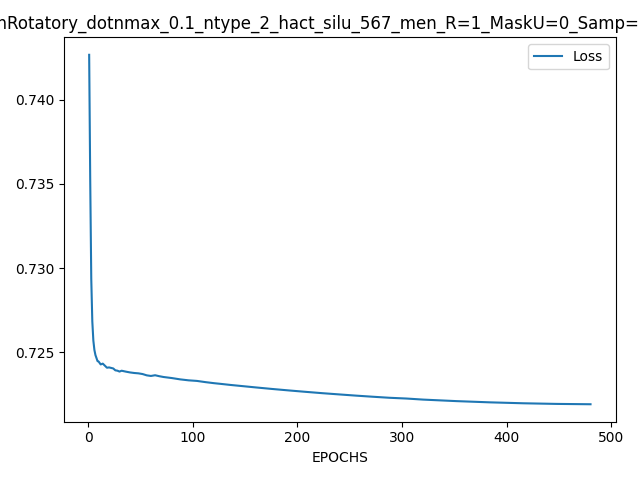 nRotatory_dotnmax_0.1_ntype_2_hact_silu_567_men_R=1_MaskU=0_Samp=
Loss
0.740
0.735
0.730
0.725
0 100 200 300 400 500
EPOCHS